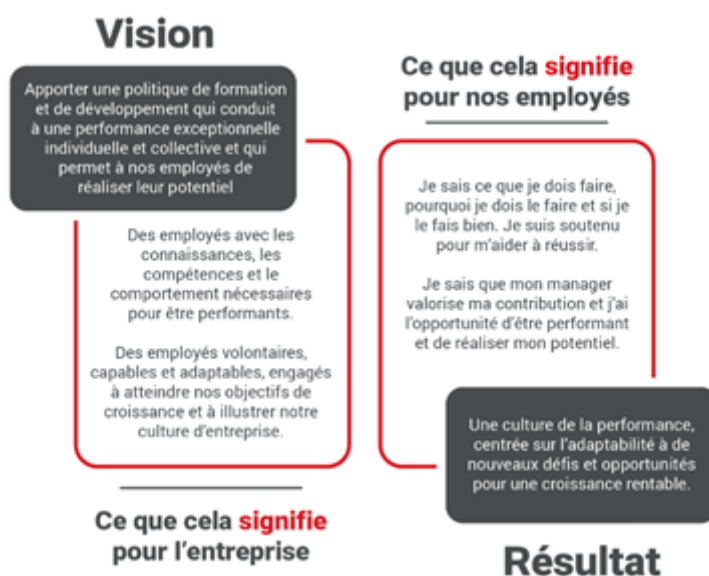 Vision
Apporter une politique de formation
et de développement qui conduit
à une performance exceptionnelle
individuelle et collective et qui
permet à nos employés de
réaliser leur potentiel
Des employés avec les
connaissances, les
compétences et le
comportement nécessaires
pour être performants.
Des employés volontaires,
capables et adaptables, engagés
à atteindre nos objectifs de
croissance et à illustrer notre
culture d'entreprise.
Ce que cela signifie
pour l'entreprise
Ce que cela signifie
pour nos employés
Je sais ce que je dois faire,
pourquoi je dois le faire et si je
le fais bien. Je suis soutenu
pour m'aider à réussir.
Je sais que mon manager
valorise ma contribution et j'ai
l'opportunité d'être performant
et de réaliser mon potentiel.
Une culture de la performance,
centrée sur l'adaptabilité à de
nouveaux défis et opportunités
pour une croissance rentable.
Résultat